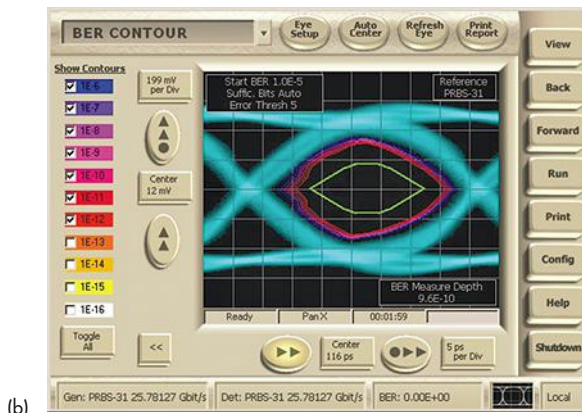 BER CONTOUR
Eye Setup
Auto Center
Refresh Eye
Print Report
View
Back
Forward
Run
Print
Config
Help
Shutdown
Show Contours
1E-6
1E-7
1E-8
1E-9
1E-10
1E-11
1E-12
1E-13
1E-14
1E-15
1E-16
Toggle All
<<
199 mV
per Div
Center
12 mV
Start BER 1.0E-5
Suffic. Bits Auto
Error Thresh 5
Reference
PRBS-31
BER Measure Depth
9.6E-10
Ready
Pan X
00:01:59
Center
116 ps
5 ps
per Div
Gen: PRBS-31 25.78127 Gbit/s
Det: PRBS-31 25.78127 Gbit/s
BER: 0.00E+00
Local
(b)